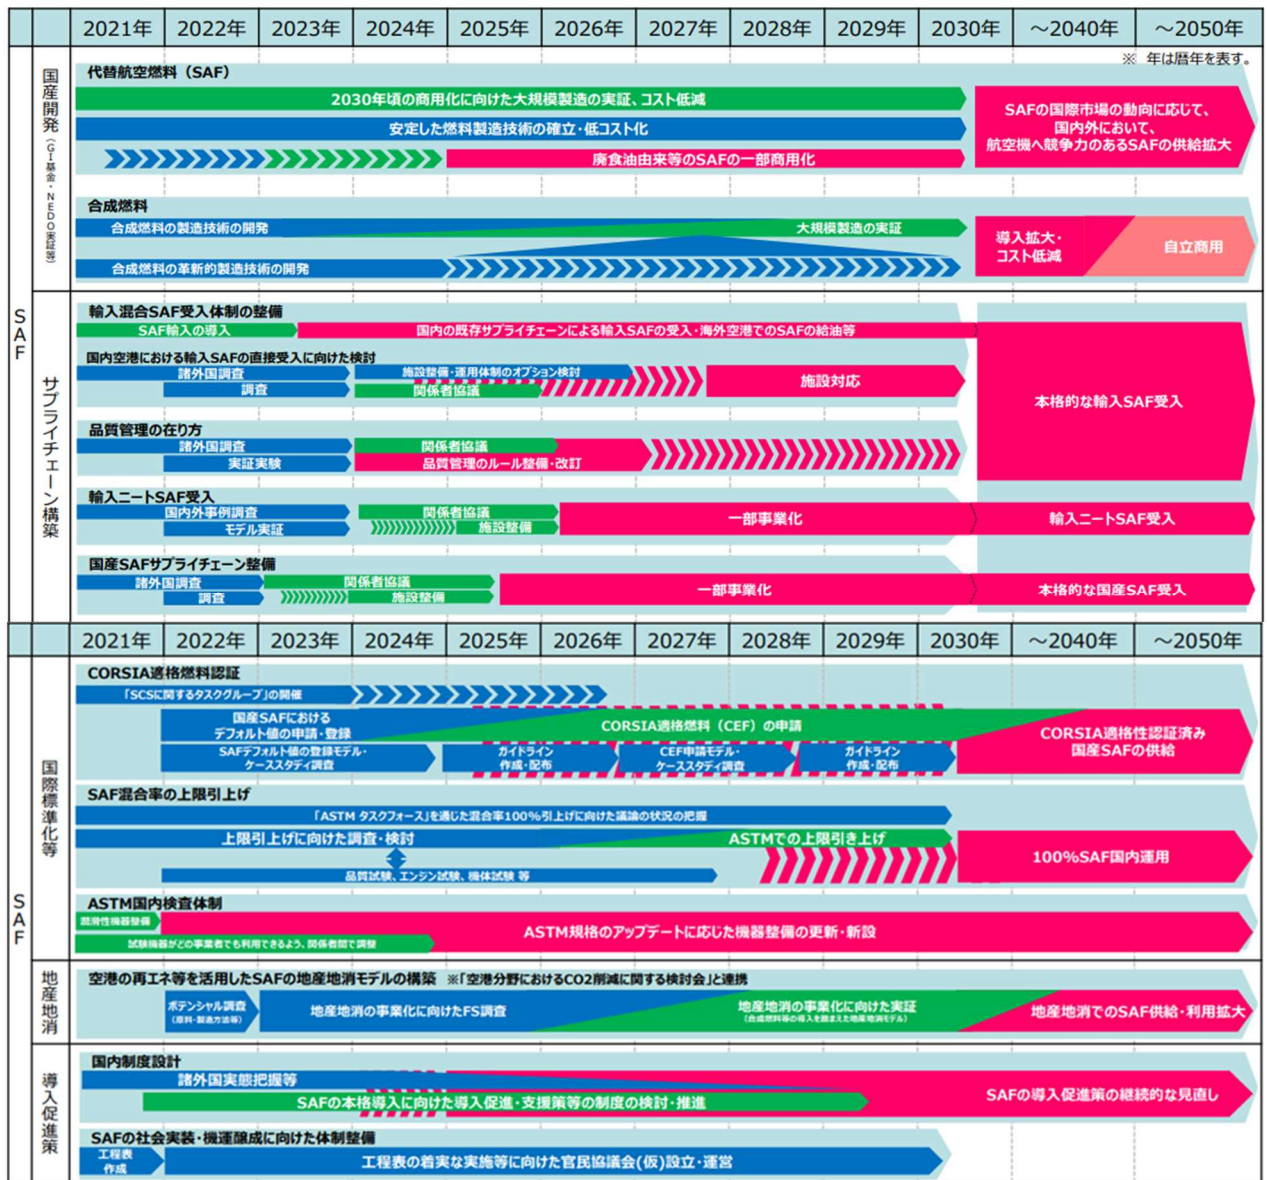 2021年 2022年 2023年 2024年 2025年 2026年 2027年 2028年 2029年 2030年 ～2040年 ～2050年
※ 年は暦年を表す。
SAF
国産開発（GI基金・NEDO実証等）
代替航空燃料（SAF）
2030年頃の商用化に向けた大規模製造の実証、コスト低減
安定した燃料製造技術の確立・低コスト化
廃食油由来等のSAFの一部商用化
SAFの国際市場の動向に応じて、
国内外において、
航空機へ競争力のあるSAFの供給拡大
合成燃料
合成燃料の製造技術の開発
大規模製造の実証
合成燃料の革新的製造技術の開発
導入拡大・
コスト低減
自立商用
サプライチェーン構築
輸入混合SAF受入体制の整備
SAF輸入の導入
国内の既存サプライチェーンによる輸入SAFの受入・海外空港でのSAFの給油等
国内空港における輸入SAFの直接受入に向けた検討
諸外国調査
施設整備・運用体制のオプション検討
調査
関係者協議
施設対応
本格的な輸入SAF受入
品質管理の在り方
諸外国調査
関係者協議
実証実験
品質管理のルール整備・改訂
輸入ニートSAF受入
国内外事例調査
関係者協議
モデル実証
施設整備
一部事業化
輸入ニートSAF受入
国産SAFサプライチェーン整備
諸外国調査
関係者協議
調査
施設整備
一部事業化
本格的な国産SAF受入
2021年 2022年 2023年 2024年 2025年 2026年 2027年 2028年 2029年 2030年 ～2040年 ～2050年
SAF
国際標準化等
CORSIA適格燃料認証
「SCSに関するタスクグループ」の開催
国産SAFにおける
デフォルト値の申請・登録
CORSIA適格燃料（CEF）の申請
SAFデフォルト値の登録モデル・
ケーススタディ調査
ガイドライン
作成・配布
CEF申請モデル・
ケーススタディ調査
ガイドライン
作成・配布
CORSIA適格性認証済み
国産SAFの供給
SAF混合率の上限引上げ
「ASTM タスクフォース」を通じた混合率100%引上げに向けた議論の状況の把握
上限引上げに向けた調査・検討
ASTMでの上限引き上げ
品質試験、エンジン試験、機体試験 等
100%SAF国内運用
ASTM国内検査体制
潤滑性機器整備
試験機器がどの事業者でも利用できるよう、関係者間で調整
ASTM規格のアップデートに応じた機器整備の更新・新設
地産地消
空港の再エネ等を活用したSAFの地産地消モデルの構築 ※「空港分野におけるCO2削減に関する検討会」と連携
ポテンシャル調査
（原料・製造方法等）
地産地消の事業化に向けたFS調査
地産地消の事業化に向けた実証
（合成燃料等の導入を踏まえた地産地消モデル）
地産地消でのSAF供給・利用拡大
導入促進策
国内制度設計
諸外国実態把握等
SAFの本格導入に向けた導入促進・支援策等の制度の検討・推進
SAFの導入促進策の継続的な見直し
SAFの社会実装・機運醸成に向けた体制整備
工程表
作成
工程表の着実な実施等に向けた官民協議会(仮)設立・運営